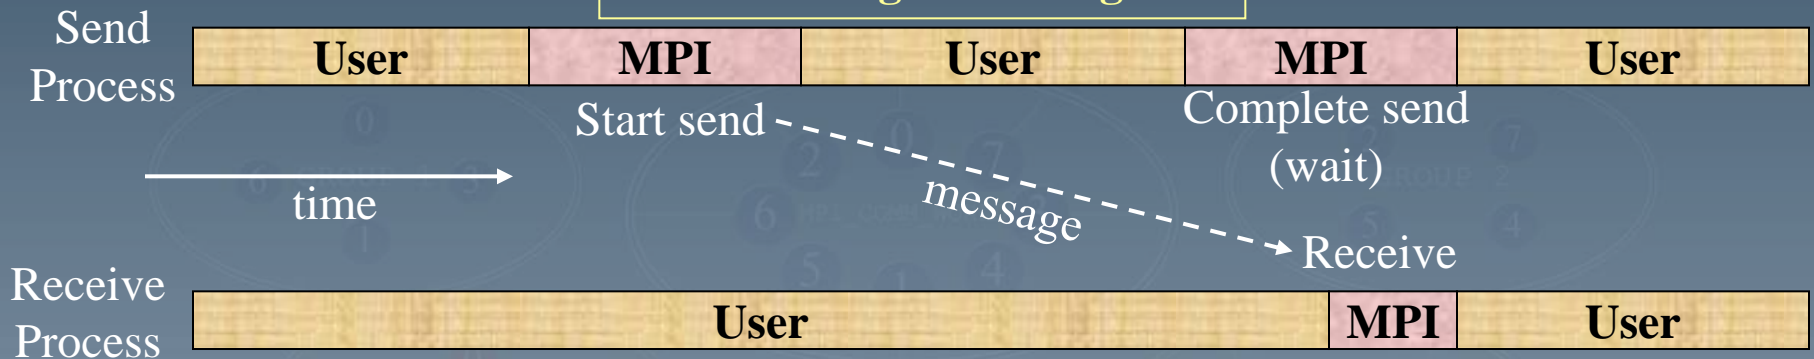 Send
Process
User MPI User MPI User
Start send
Complete send
(wait)
time
message
Receive
Receive
Process
User MPI User